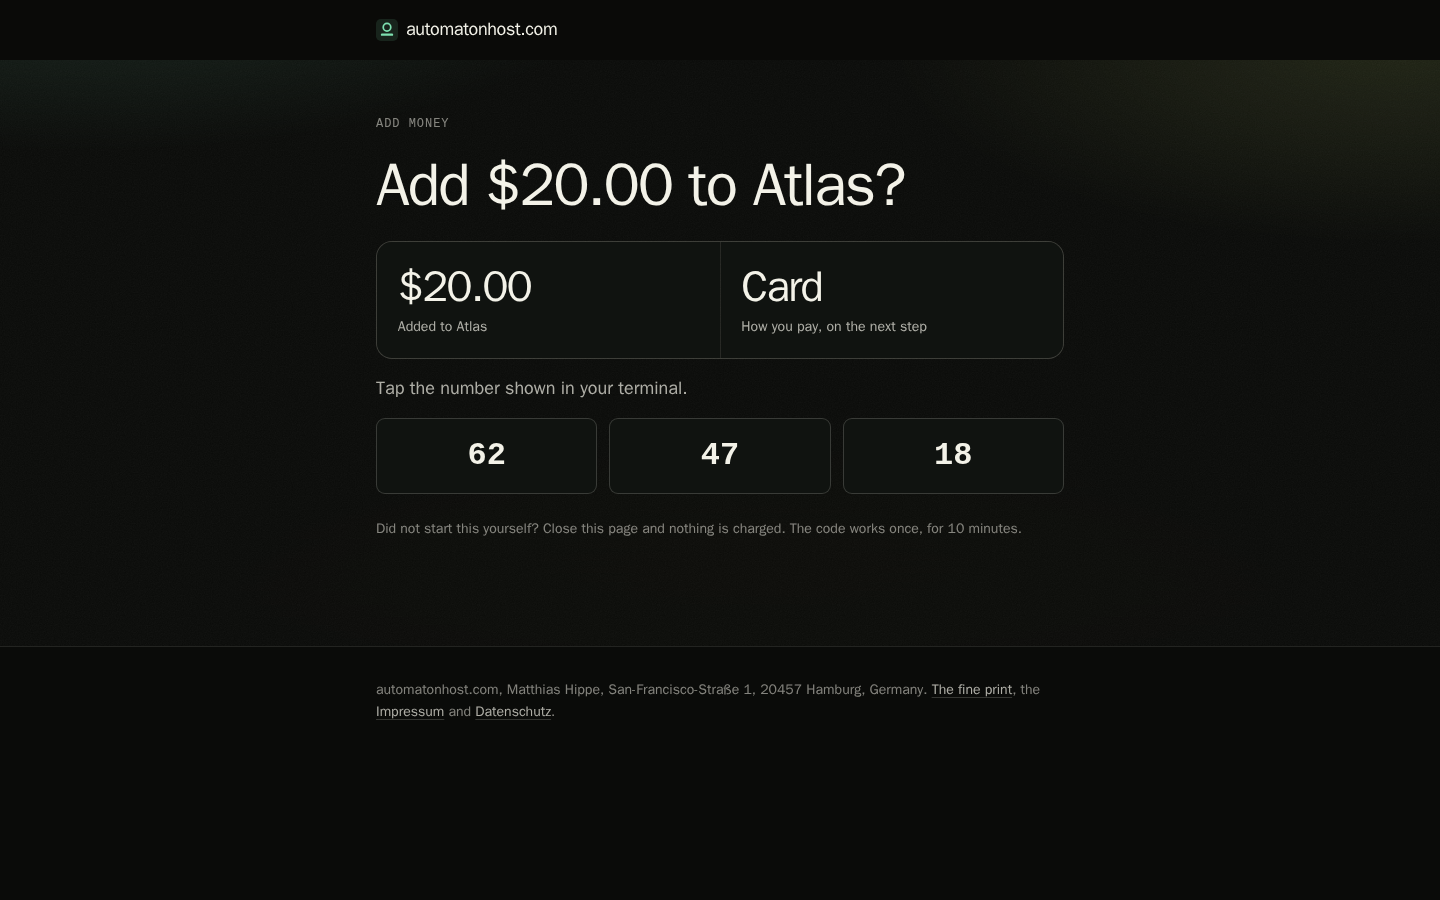 automatonhost.com
ADD MONEY
Add $20.00 to Atlas?
$20.00
Added to Atlas
Card
How you pay, on the next step
Tap the number shown in your terminal.
62
47
18
Did not start this yourself? Close this page and nothing is charged. The code works once, for 10 minutes.
automatonhost.com, Matthias Hippe, San-Francisco-Straße 1, 20457 Hamburg, Germany. The fine print, the
Impressum and Datenschutz.